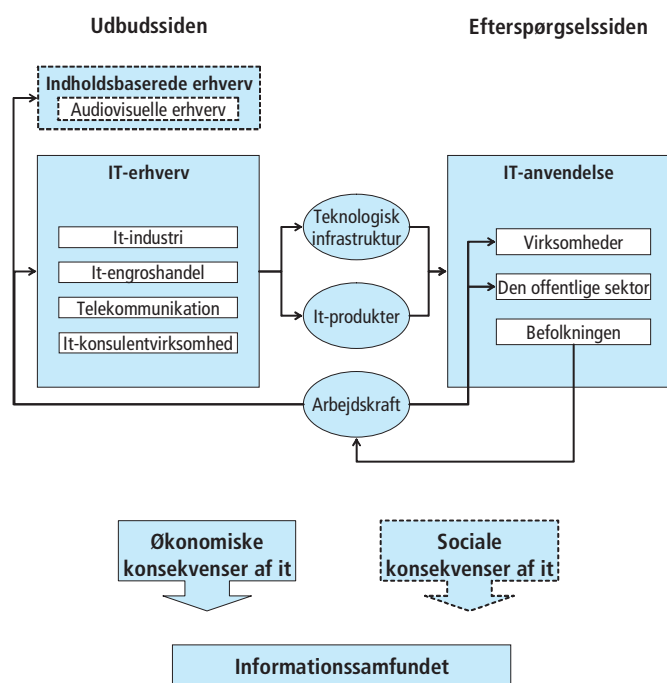 Udbudssiden
Efterspørgselssiden
Indholdsbaserede erhverv
Audiovisuelle erhverv
IT-erhverv
It-industri
It-engroshandel
Telekommunikation
It-konsulentvirksomhed
Teknologisk
infrastruktur
It-produkter
Arbejdskraft
IT-anvendelse
Virksomheder
Den offentlige sektor
Befolkningen
Økonomiske
konsekvenser af it
Sociale
konsekvenser af it
Informationssamfundet